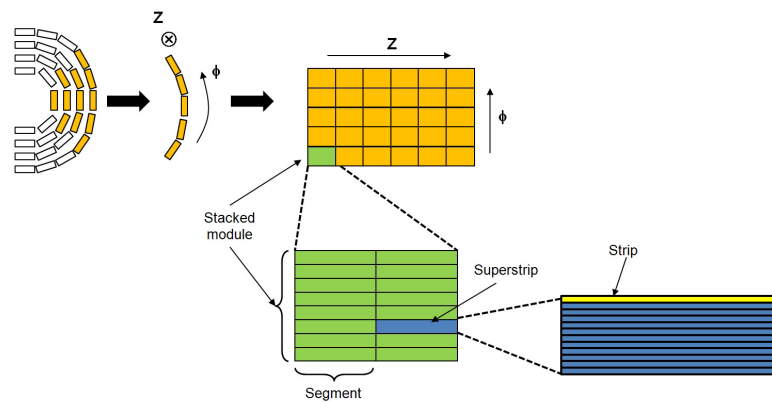 Z
ϕ
Z
ϕ
Stacked
module
Superstrip
Strip
Segment